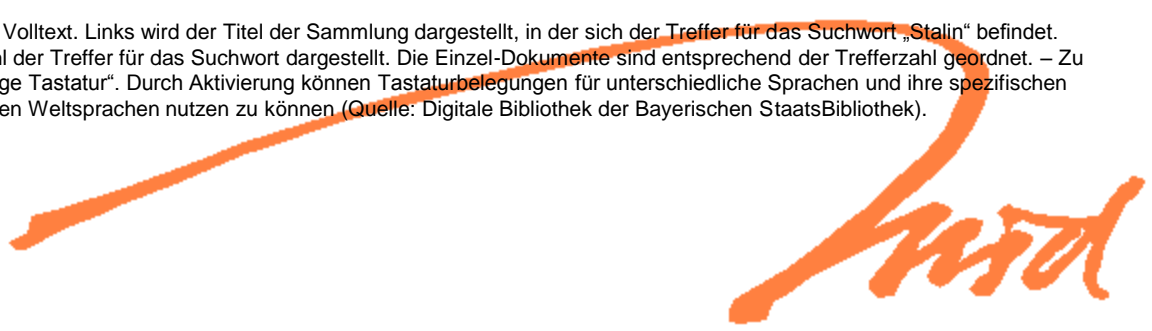 Volltext. Links wird der Titel der Sammlung dargestellt, in der sich der Treffer für das Suchwort „Stalin“ befindet.
l der Treffer für das Suchwort dargestellt. Die Einzel-Dokumente sind entsprechend der Trefferzahl geordnet. – Zu
ge Tastatur“. Durch Aktivierung können Tastaturbelegungen für unterschiedliche Sprachen und ihre spezifischen
en Weltsprachen nutzen zu können (Quelle: Digitale Bibliothek der Bayerischen StaatsBibliothek).